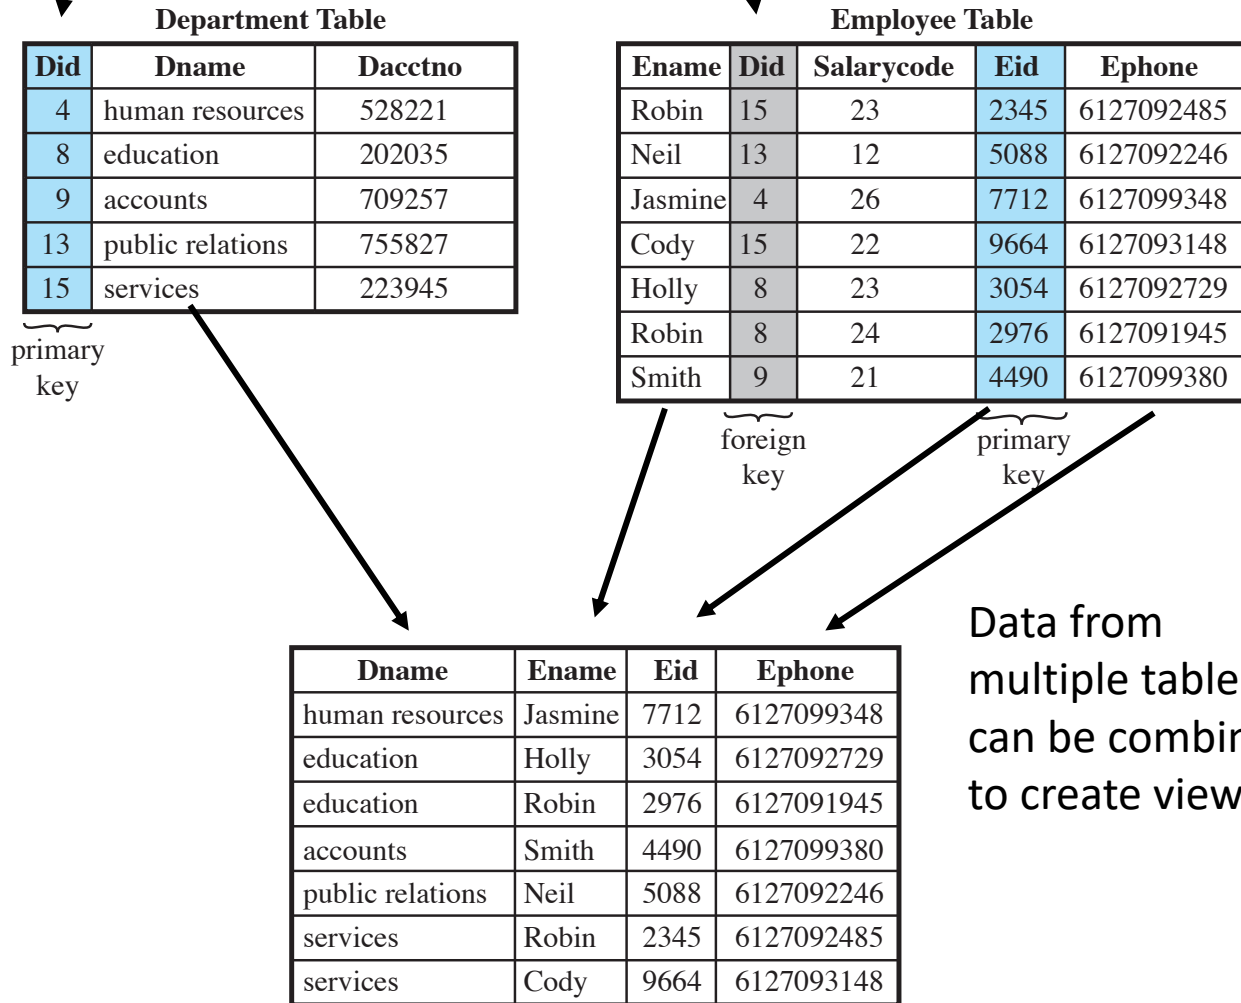 Department Table
Did Dname Dacctno
4 human resources 528221
8 education 202035
9 accounts 709257
13 public relations 755827
15 services 223945
primary
key
Employee Table
Ename Did Salarycode Eid Ephone
Robin 15 23 2345 6127092485
Neil 13 12 5088 6127092246
Jasmine 4 26 7712 6127099348
Cody 15 22 9664 6127093148
Holly 8 23 3054 6127092729
Robin 8 24 2976 6127091945
Smith 9 21 4490 6127099380
foreign
key
primary
key
Dname Ename Eid Ephone
human resources Jasmine 7712 6127099348
education Holly 3054 6127092729
education Robin 2976 6127091945
accounts Smith 4490 6127099380
public relations Neil 5088 6127092246
services Robin 2345 6127092485
services Cody 9664 6127093148
Data from
multiple table
can be combin
to create view